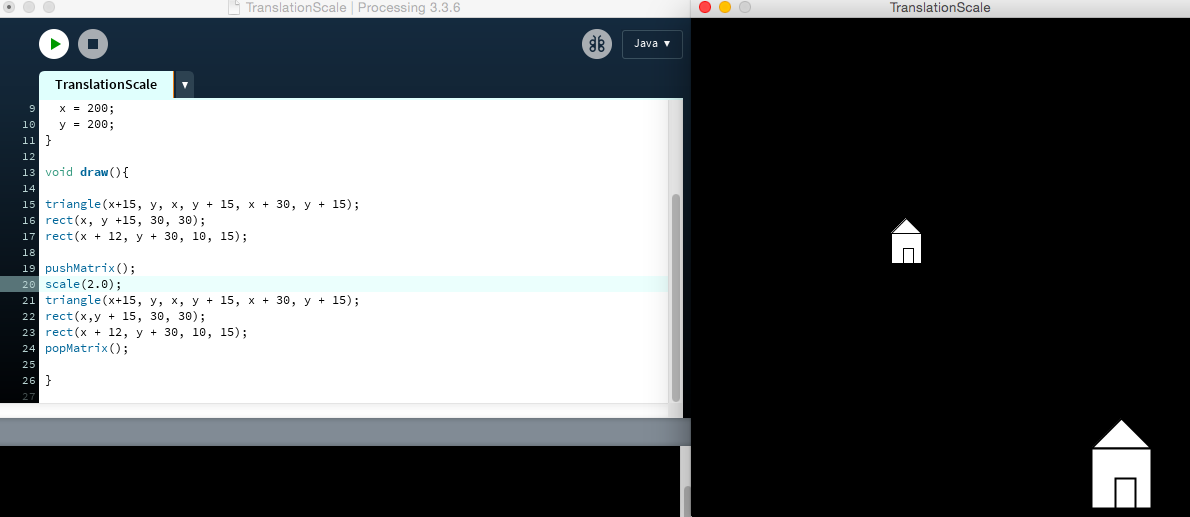 TranslationScale | Processing 3.3.6
TranslationScale
Java ▼
TranslationScale ▼
9 x = 200;
10 y = 200;
11 }
12
13 void draw(){
14
15 triangle(x+15, y, x, y + 15, x + 30, y + 15);
16 rect(x, y +15, 30, 30);
17 rect(x + 12, y + 30, 10, 15);
18
19 pushMatrix();
20 scale(2.0);
21 triangle(x+15, y, x, y + 15, x + 30, y + 15);
22 rect(x,y + 15, 30, 30);
23 rect(x + 12, y + 30, 10, 15);
24 popMatrix();
25
26 }
27